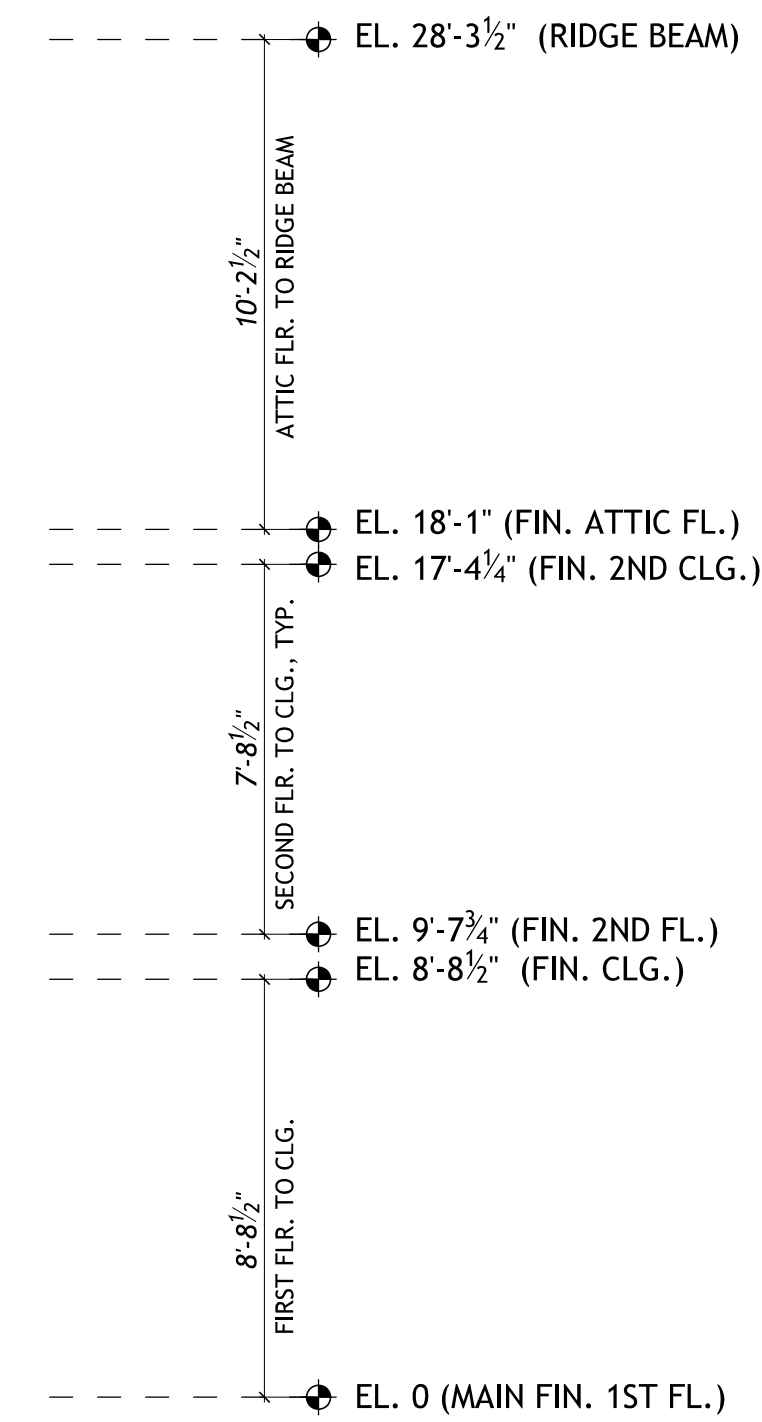 EL. 28'-3½" (RIDGE BEAM)
10'-2½"
ATTIC FLR. TO RIDGE BEAM
EL. 18'-1" (FIN. ATTIC FL.)
EL. 17'-4¼" (FIN. 2ND CLG.)
7'-8½"
SECOND FLR. TO CLG., TYP.
EL. 9'-7¾" (FIN. 2ND FL.)
EL. 8'-8½" (FIN. CLG.)
8'-8½"
FIRST FLR. TO CLG.
EL. 0 (MAIN FIN. 1ST FL.)